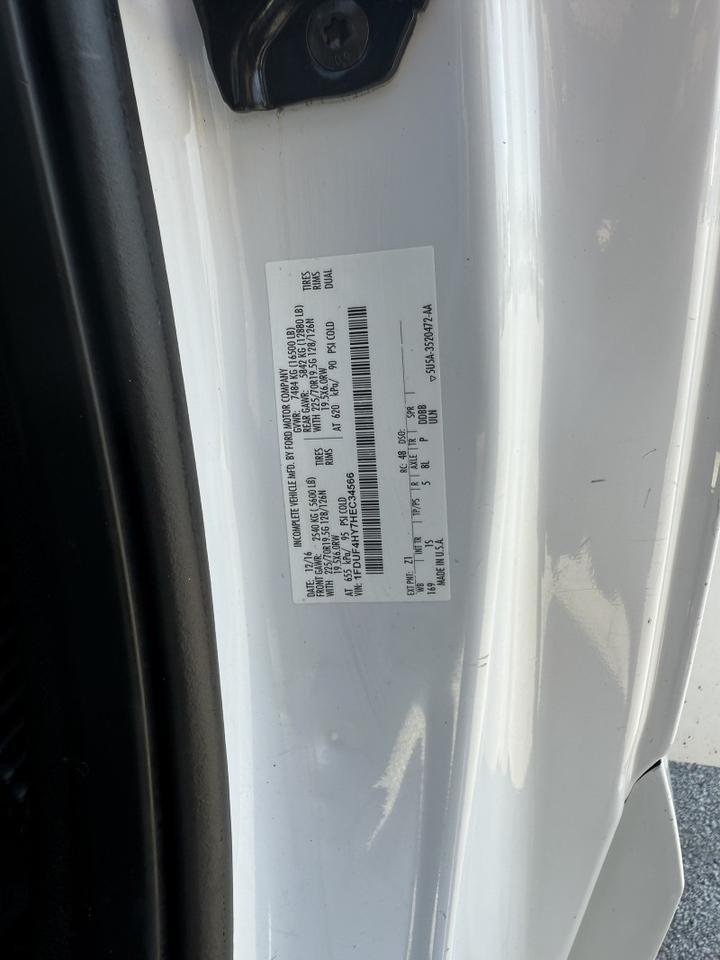 INCOMPLETE VEHICLE MFD. BY FORD MOTOR COMPANY
DATE: 12/16 GVWR: 7484 KG (16500 LB)
FRONT GAWR: 2540 KG ( 5600 LB) REAR GAWR: 5842 KG (12880 LB)
WITH 225/70R19.5G 128/126N TIRES WITH 225/70R19.5G 128/126N TIRES
19.5X6.0RW RIMS 19.5X6.0RW RIMS
AT 655 kPa/ 95 PSI COLD AT 620 kPa/ 90 PSI COLD DUAL
VIN: 1FDUF4HY7HEC34566
EXT PNT: Z1 RC: 48 DSO:
WB INT TR TP/PS R AXLE TR SPR
169 15 5 8L P DDBB
ULN
MADE IN U.S.A. ▽5U5A-3520472-AA